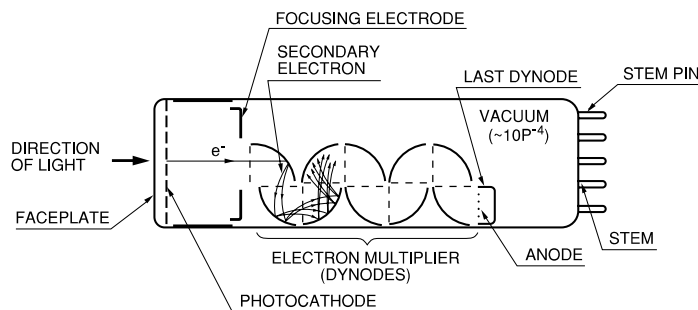 FOCUSING ELECTRODE
SECONDARY
ELECTRON
LAST DYNODE
STEM PIN
VACUUM
(~10P⁻⁴)
DIRECTION
OF LIGHT
e⁻
FACEPLATE
STEM
ELECTRON MULTIPLIER
(DYNODES)
ANODE
PHOTOCATHODE